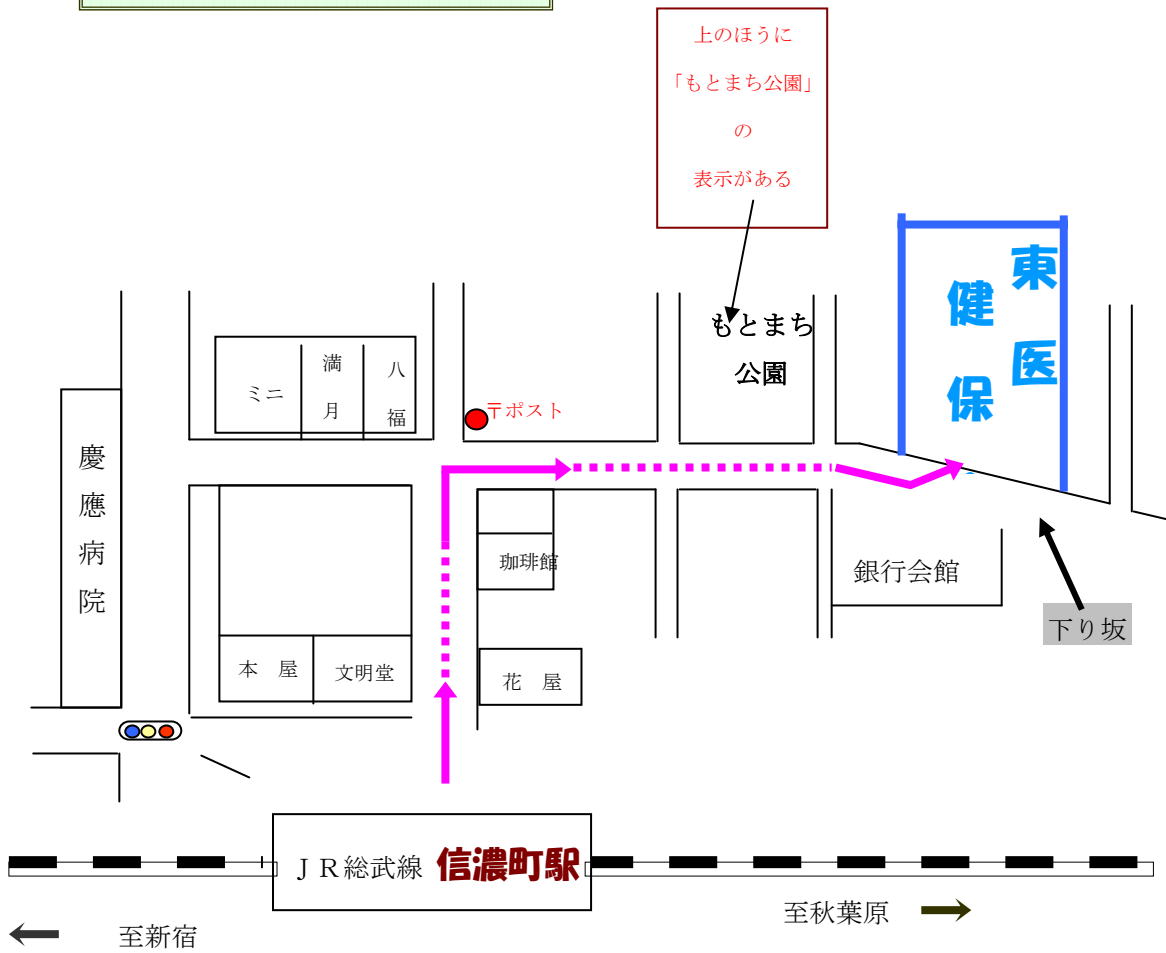 上のほうに
「もとまち公園」
の
表示がある
東医
健保
もとまち
公園
ミニ
満月
八福
〒ポスト
慶應病院
珈琲館
銀行会館
下り坂
本　屋
文明堂
花　屋
ＪＲ総武線 信濃町駅
至秋葉原
至新宿